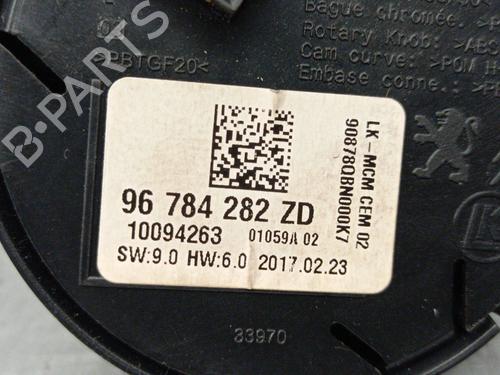 Bague chromée:
Rotary Knob: >ABS
Cam curve: >POM
Embase conne.: >P
PBTGF20<
LK-MCM CEM 02
908780BN000K7
96 784 282 ZD
10094263 01059A 02
SW:9.0 HW:6.0 2017.02.23
33970
B-PARTS